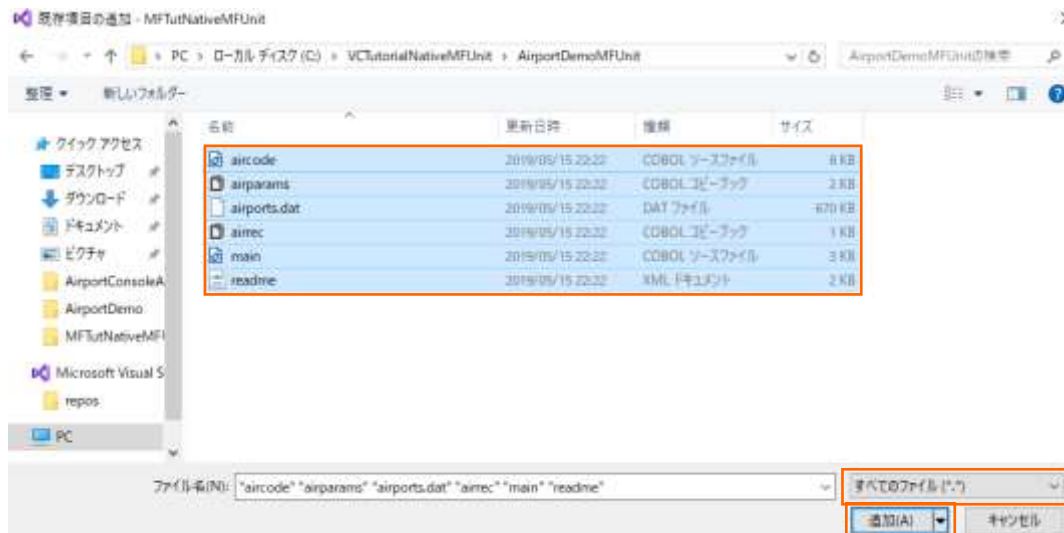 既存項目の追加 - MFTutNativeMFUnit
PC › ローカル ディスク (C:) › VCTutorialNativeMFUnit › AirportDemoMFUnit
AirportDemoMFUnitの検索
整理 新しいフォルダー
名前 更新日時 種類 サイズ
クイック アクセス
デスクトップ
ダウンロード
ドキュメント
ピクチャ
AirportConsoleA
AirportDemo
MFTutNativeMFU
Microsoft Visual S
repos
PC
aircode 2019/05/15 22:22 COBOL ソースファイル 8 KB
airparams 2019/05/15 22:22 COBOL コピーブック 2 KB
airports.dat 2019/05/15 22:22 DAT ファイル 670 KB
airrec 2019/05/15 22:22 COBOL コピーブック 1 KB
main 2019/05/15 22:22 COBOL ソースファイル 3 KB
readme 2019/05/15 22:22 XML ドキュメント 2 KB
ファイル名(N): "aircode" "airparams" "airports.dat" "airrec" "main" "readme"
すべてのファイル (*.*)
追加(A) キャンセル